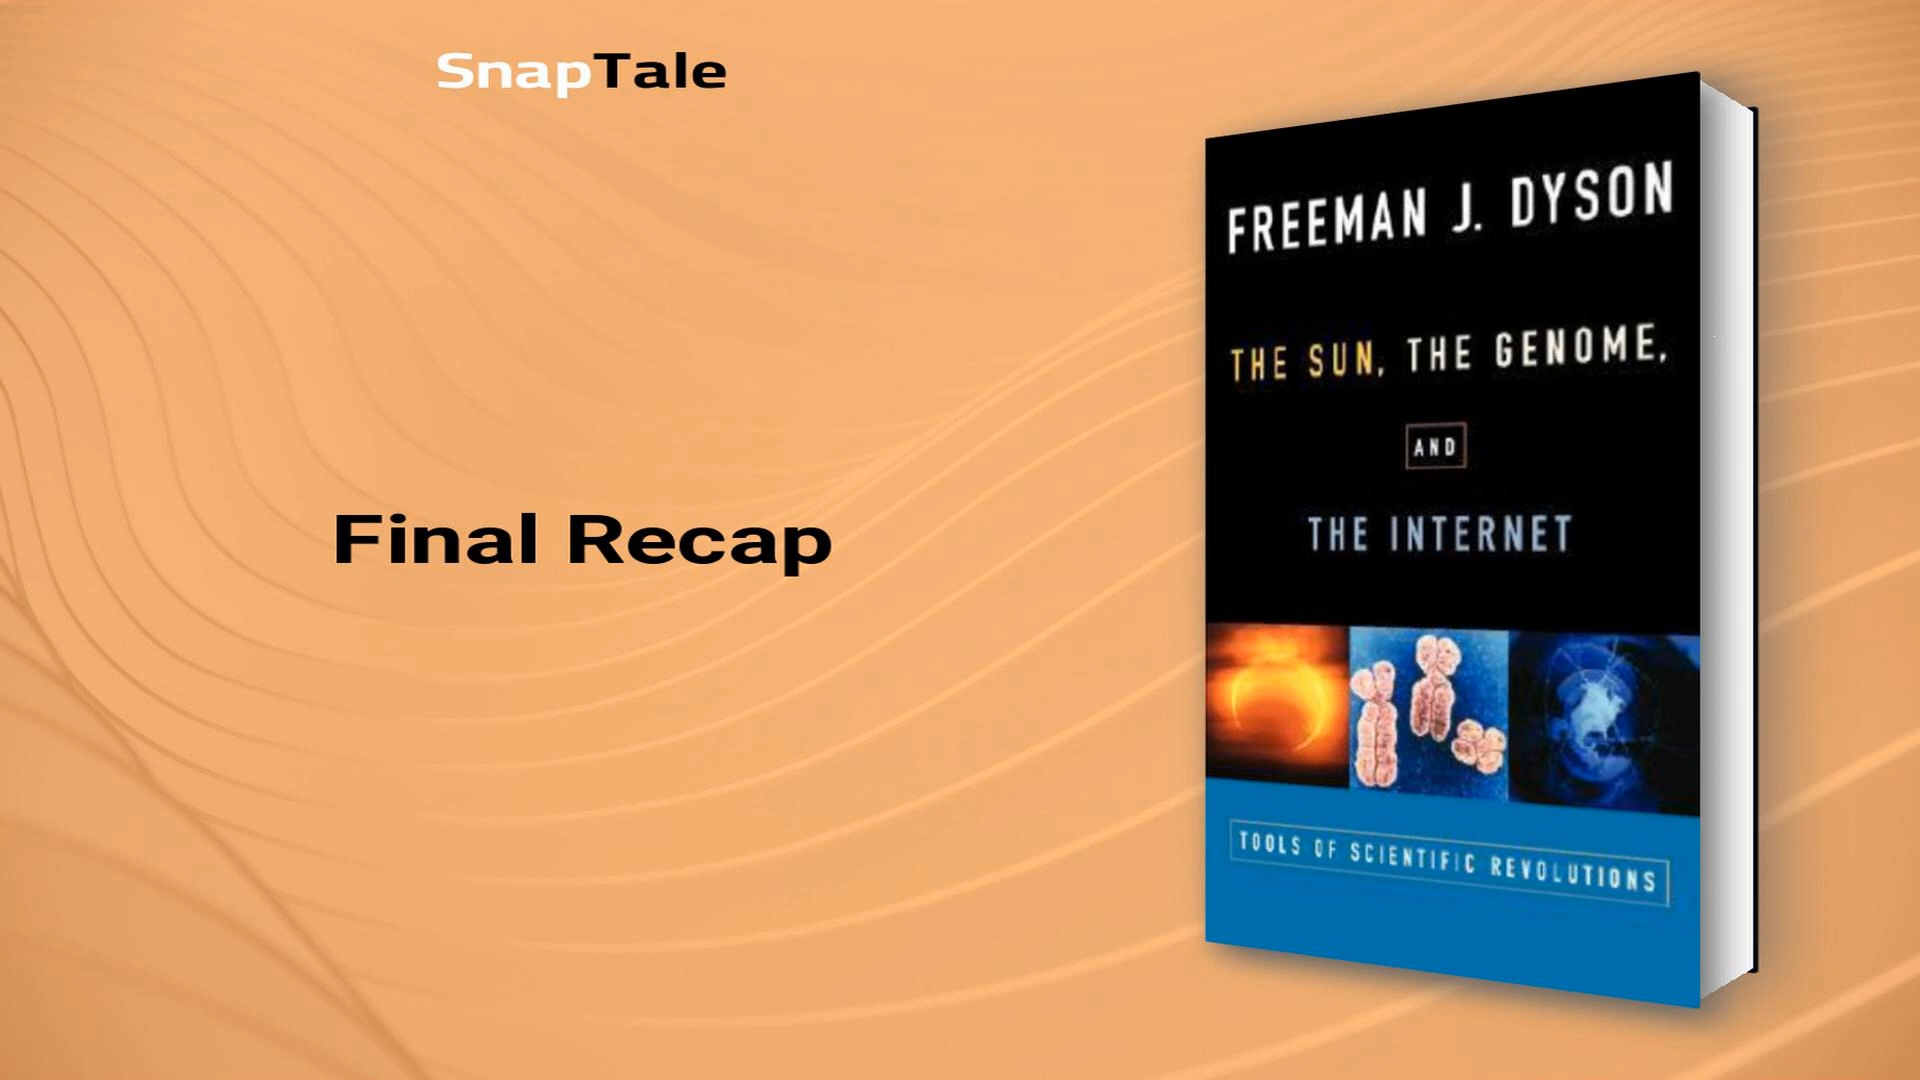 SnapTale
Final Recap
FREEMAN J. DYSON
THE SUN, THE GENOME,
AND
THE INTERNET
TOOLS OF SCIENTIFIC REVOLUTIONS